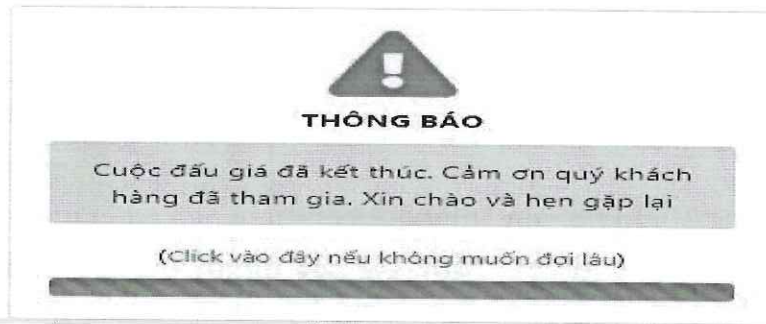 THÔNG BÁO
Cuộc đấu giá đã kết thúc. Cảm ơn quý khách
hàng đã tham gia. Xin chào và hẹn gặp lại
(Click vào đây nếu không muốn đợi lâu)